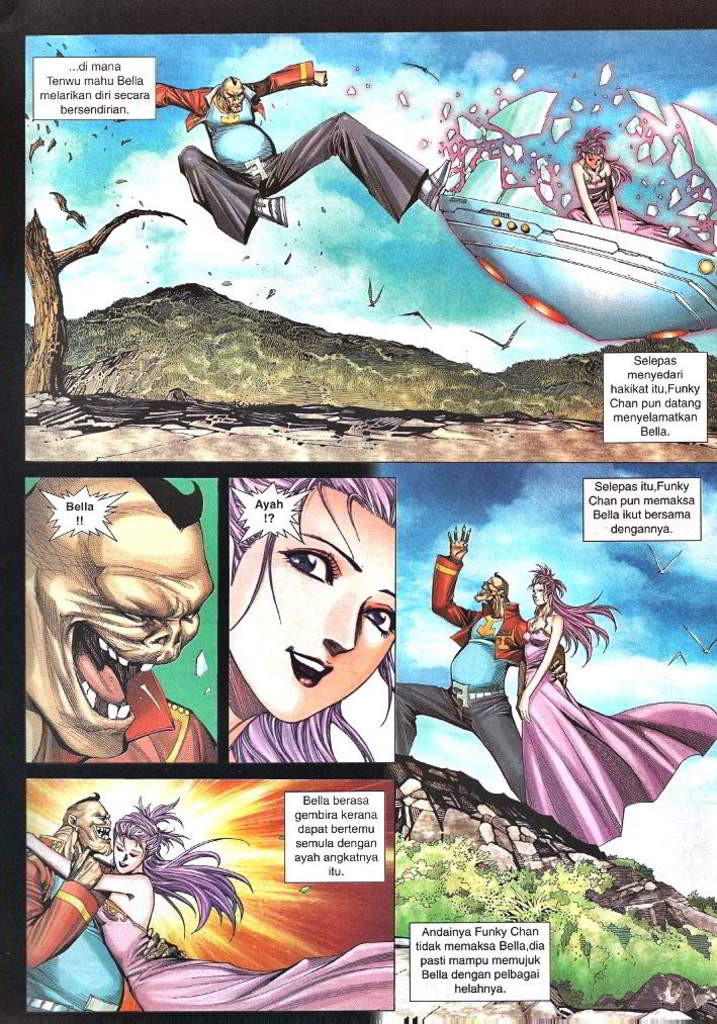 ...di mana
Tenwu mahu Bella
melarikan diri secara
bersendirian.
Selepas
menyedari
hakikat itu,Funky
Chan pun datang
menyelamatkan
Bella.
Bella
!!
Ayah
!?
Selepas itu,Funky
Chan pun memaksa
Bella ikut bersama
dengannya.
Bella berasa
gembira kerana
dapat bertemu
semula dengan
ayah angkatnya
itu.
Andainya Funky Chan
tidak memaksa Bella,dia
pasti mampu memujuk
Bella dengan pelbagai
helahnya.